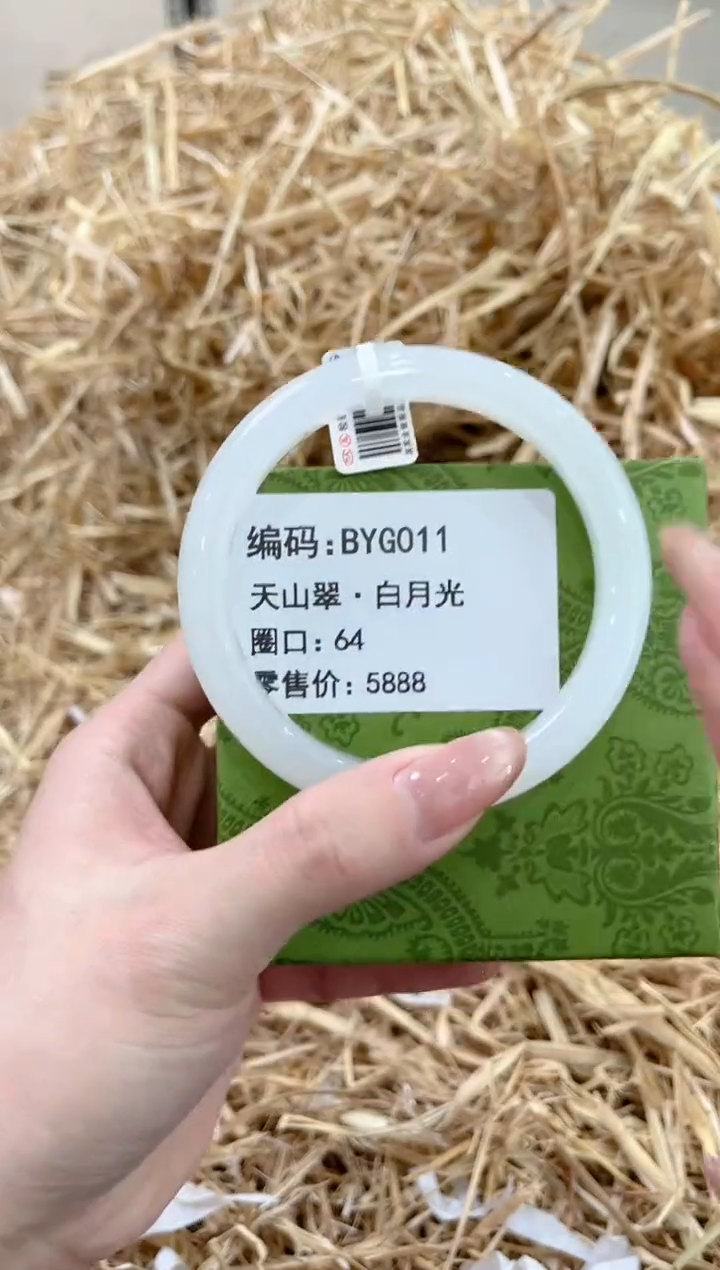 编码:BYG011
天山翠·白月光
圈口: 64
零售价: 5888